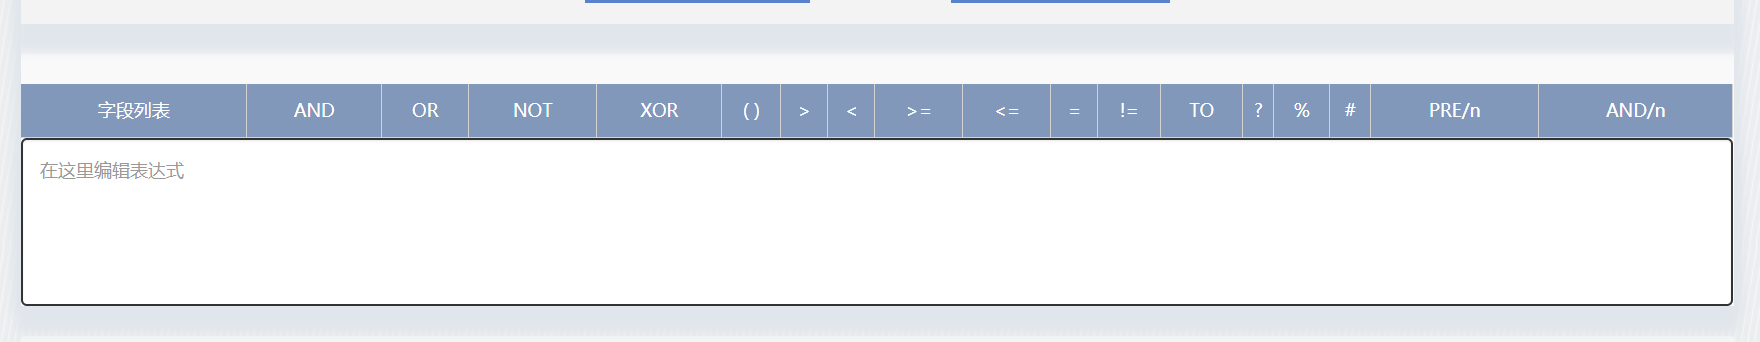 字段列表 AND OR NOT XOR ( ) > < >= <= = != TO ? % # PRE/n AND/n
在这里编辑表达式